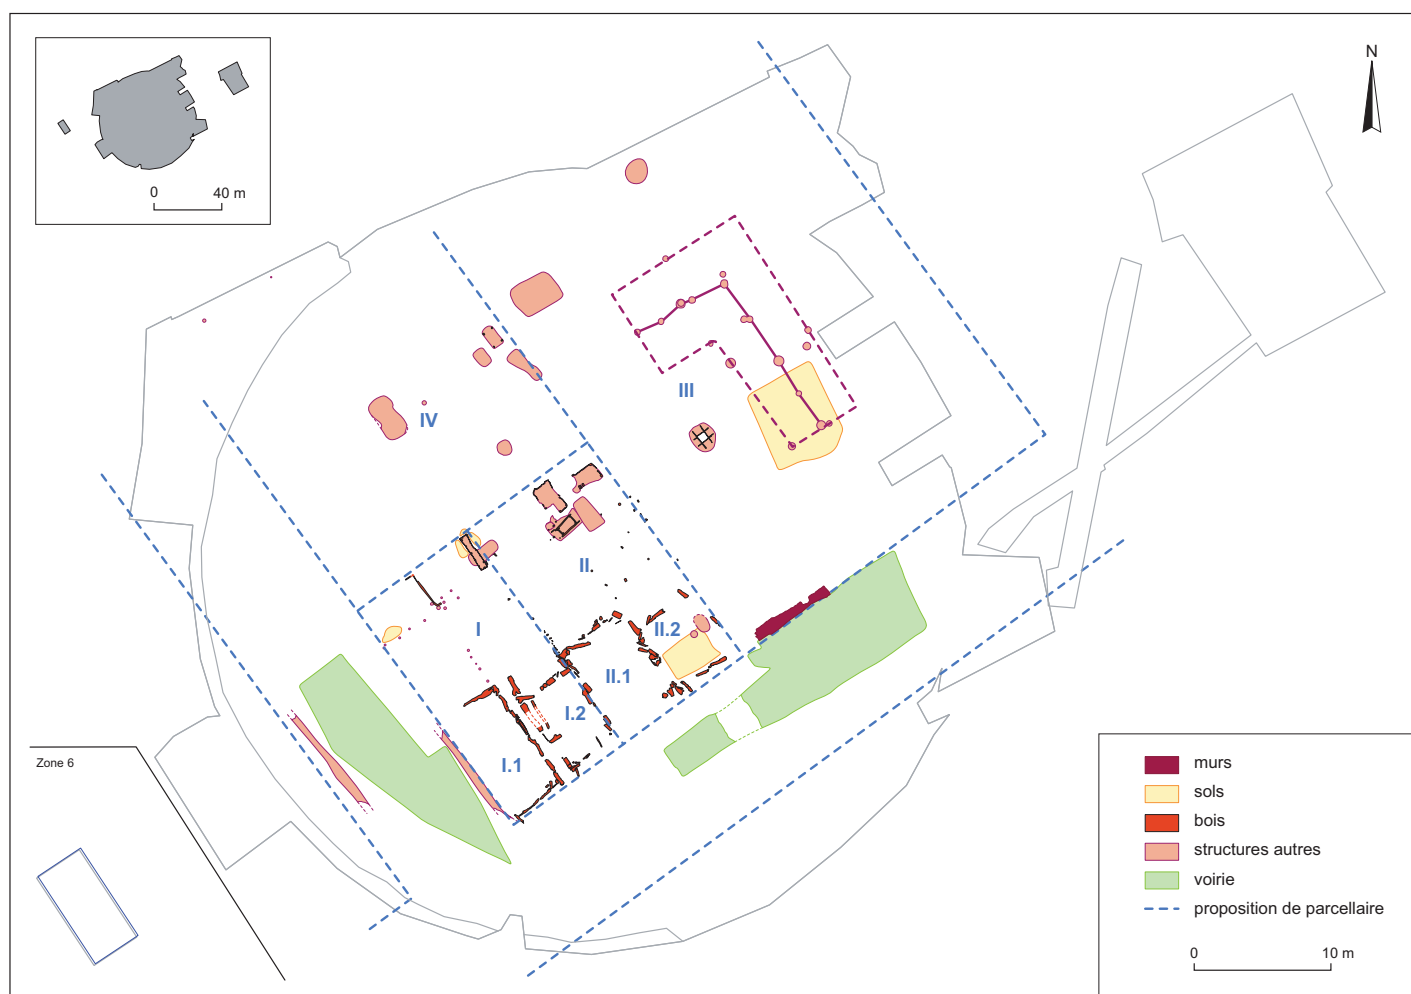 0 40 m
N
III
IV
II.
I
II.2
II.1
I.2
I.1
Zone 6
murs
sols
bois
structures autres
voirie
proposition de parcellaire
0 10 m